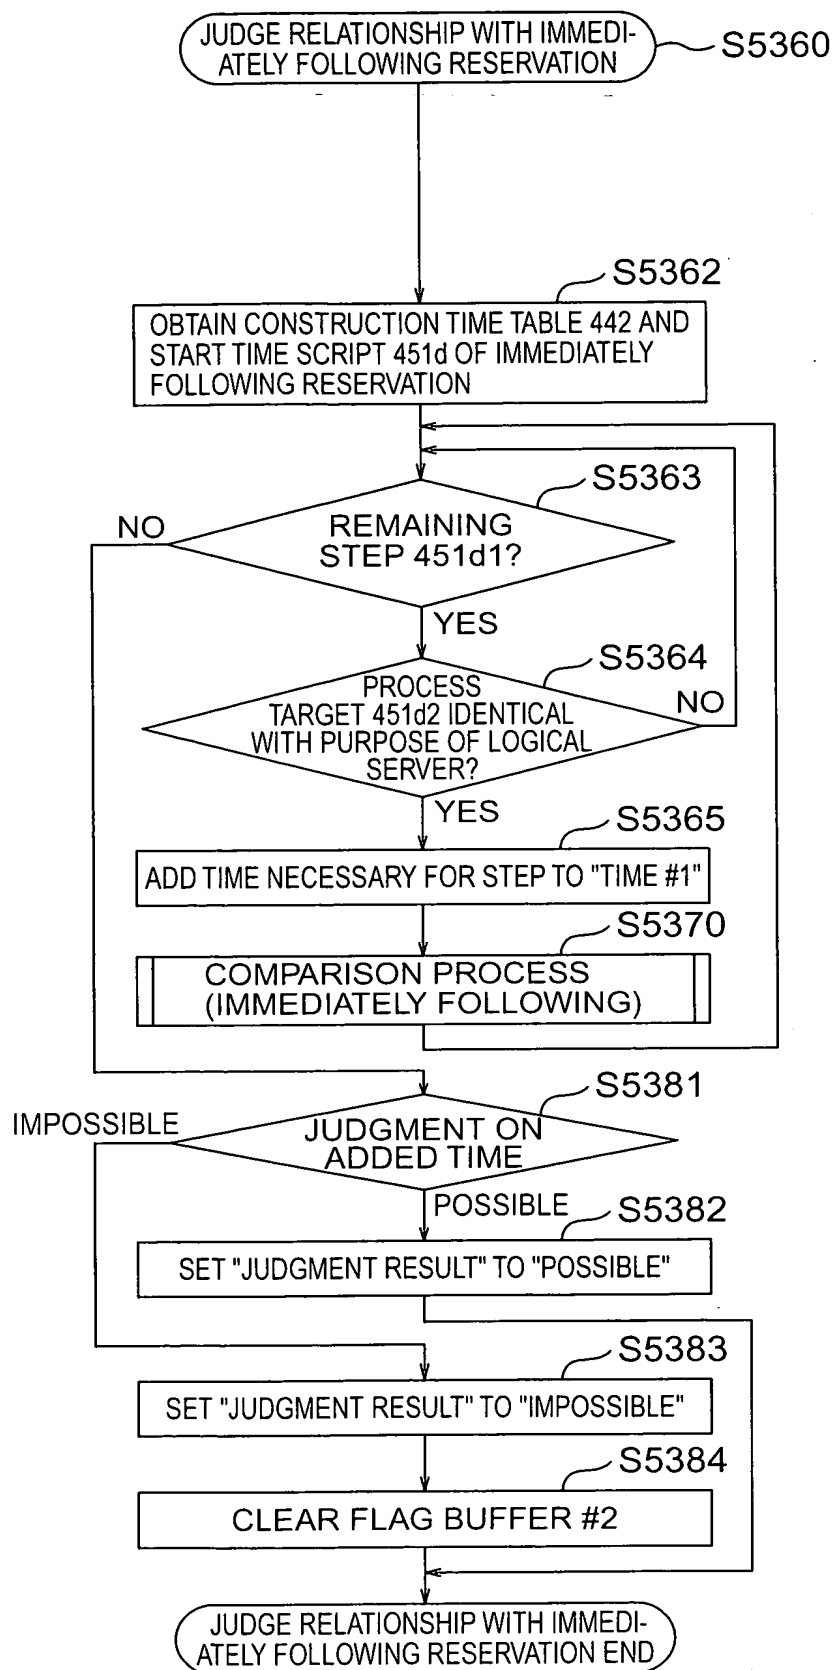 JUDGE RELATIONSHIP WITH IMMEDI-
ATELY FOLLOWING RESERVATION
S5360
S5362
OBTAIN CONSTRUCTION TIME TABLE 442 AND
START TIME SCRIPT 451d OF IMMEDIATELY
FOLLOWING RESERVATION
S5363
NO
REMAINING
STEP 451d1?
YES
S5364
PROCESS
TARGET 451d2 IDENTICAL
WITH PURPOSE OF LOGICAL
SERVER?
NO
YES
S5365
ADD TIME NECESSARY FOR STEP TO "TIME #1"
S5370
COMPARISON PROCESS
(IMMEDIATELY FOLLOWING)
S5381
IMPOSSIBLE
JUDGMENT ON
ADDED TIME
POSSIBLE
S5382
SET "JUDGMENT RESULT" TO "POSSIBLE"
S5383
SET "JUDGMENT RESULT" TO "IMPOSSIBLE"
S5384
CLEAR FLAG BUFFER #2
JUDGE RELATIONSHIP WITH IMMEDI-
ATELY FOLLOWING RESERVATION END